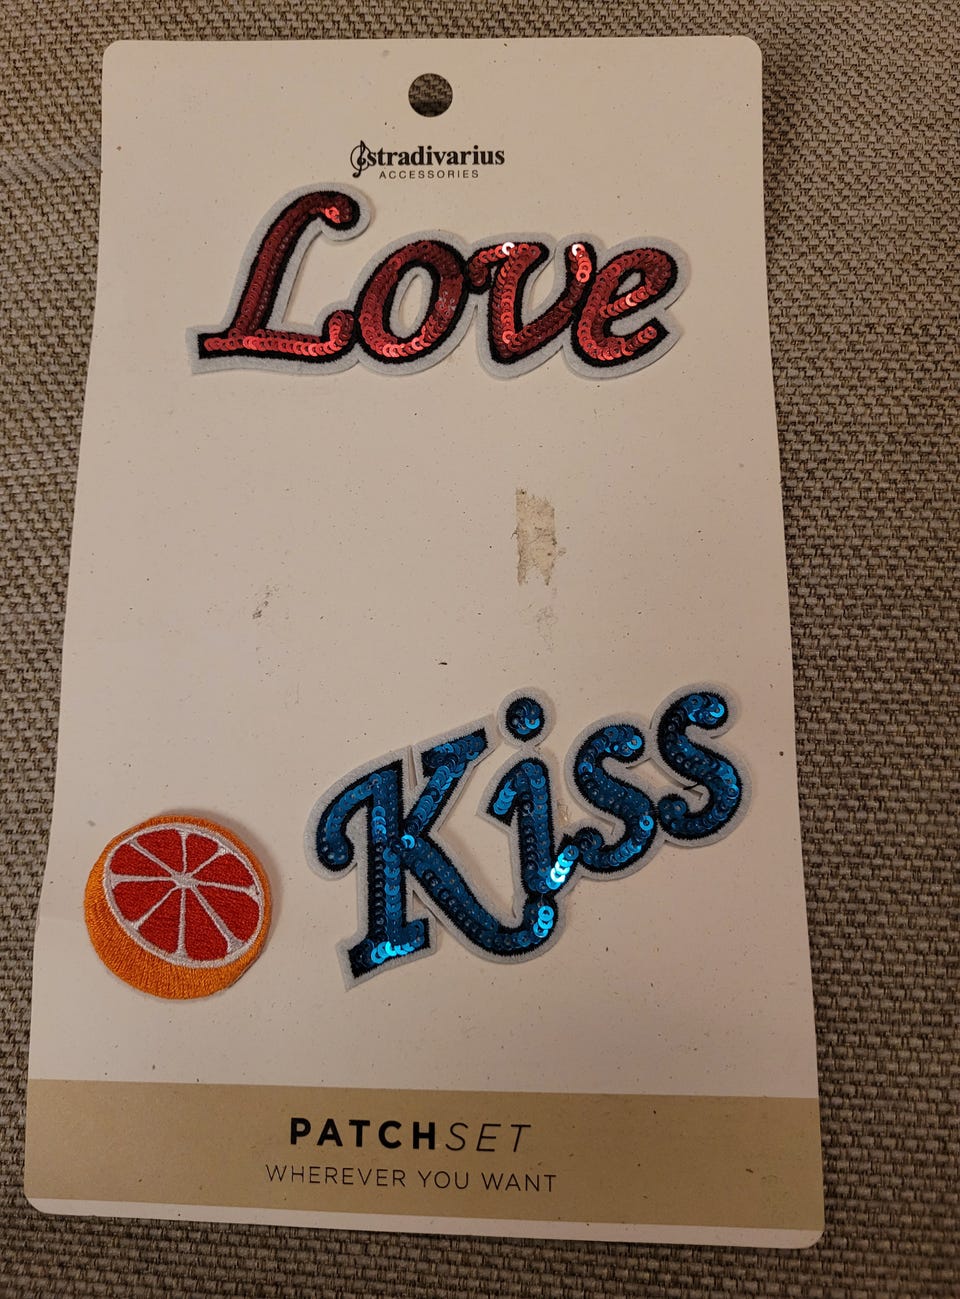 stradivarius
ACCESSORIES
Love
Kiss
PATCHSET
WHEREVER YOU WANT